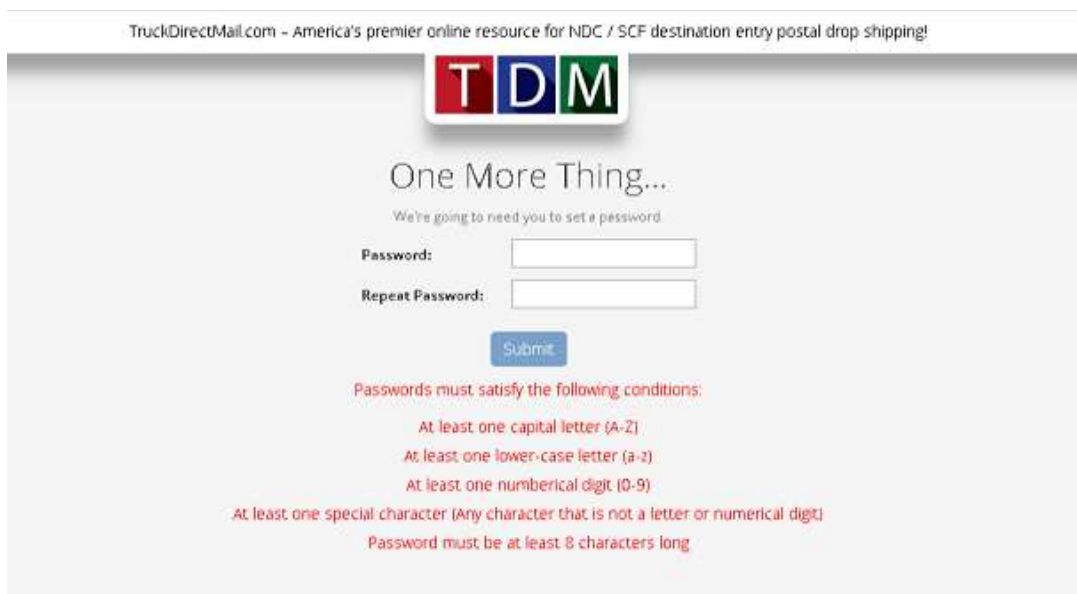 TruckDirectMail.com – America's premier online resource for NDC / SCF destination entry postal drop shipping!
TDM
One More Thing...
We're going to need you to set a password.
Password:
Repeat Password:
Submit
Passwords must satisfy the following conditions:
At least one capital letter (A-Z)
At least one lower-case letter (a-z)
At least one numberical digit (0-9)
At least one special character (Any character that is not a letter or numerical digit)
Password must be at least 8 characters long